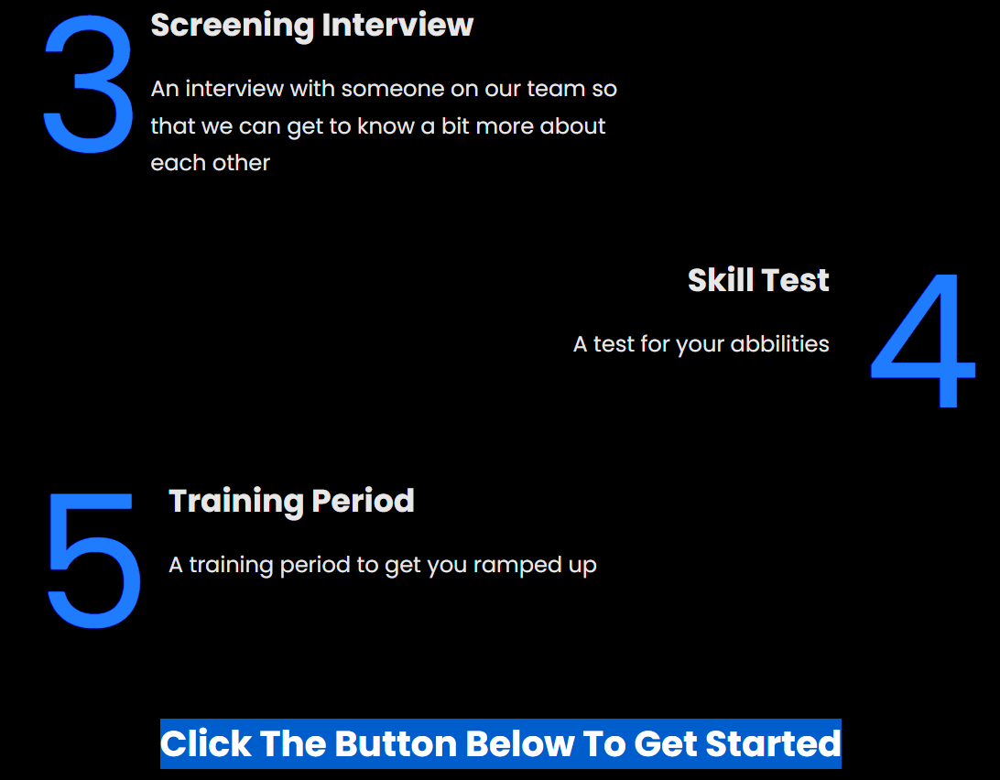 3
Screening Interview
An interview with someone on our team so
that we can get to know a bit more about
each other
Skill Test
4
A test for your abbilities
5
Training Period
A training period to get you ramped up
Click The Button Below To Get Started